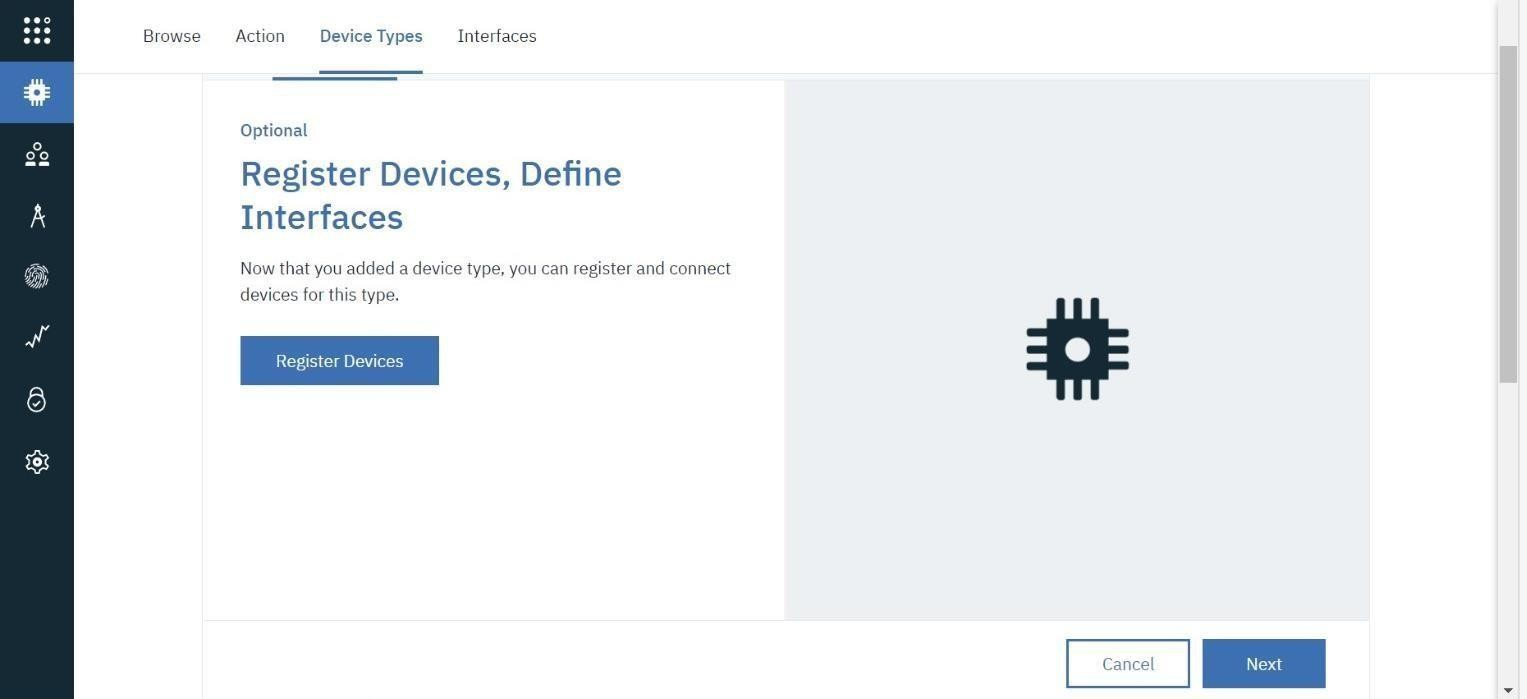 Browse Action Device Types Interfaces
Optional
Register Devices, Define
Interfaces
Now that you added a device type, you can register and connect
devices for this type.
Register Devices
Cancel Next